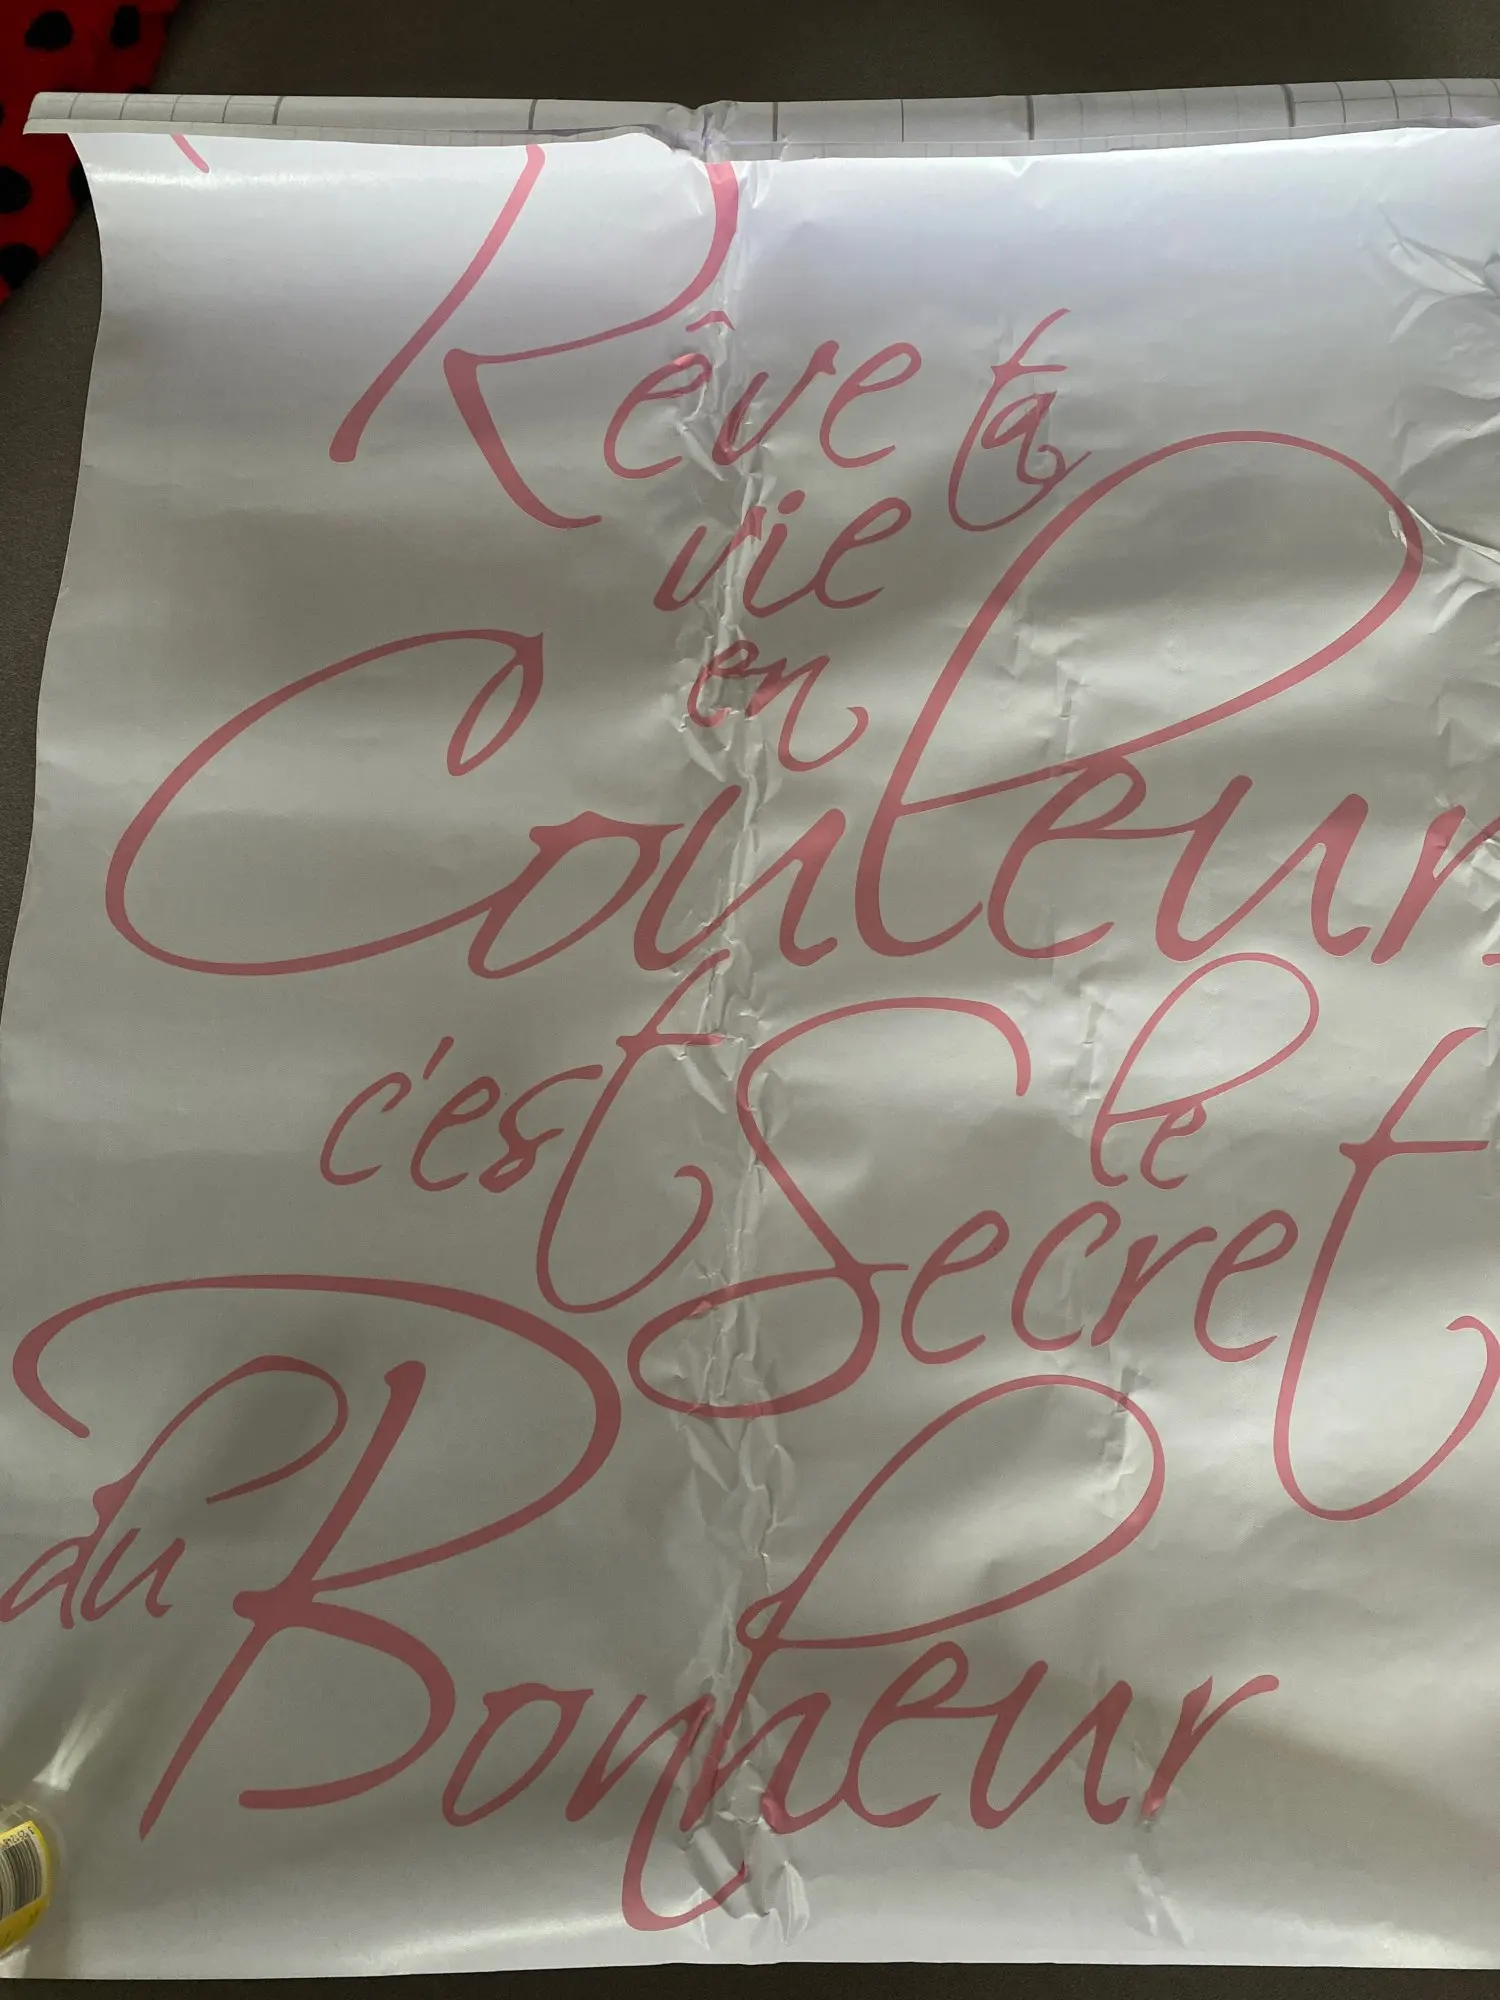 Rêve ta
vie
en
Couleur
c'est le
Secret
du Bonheur